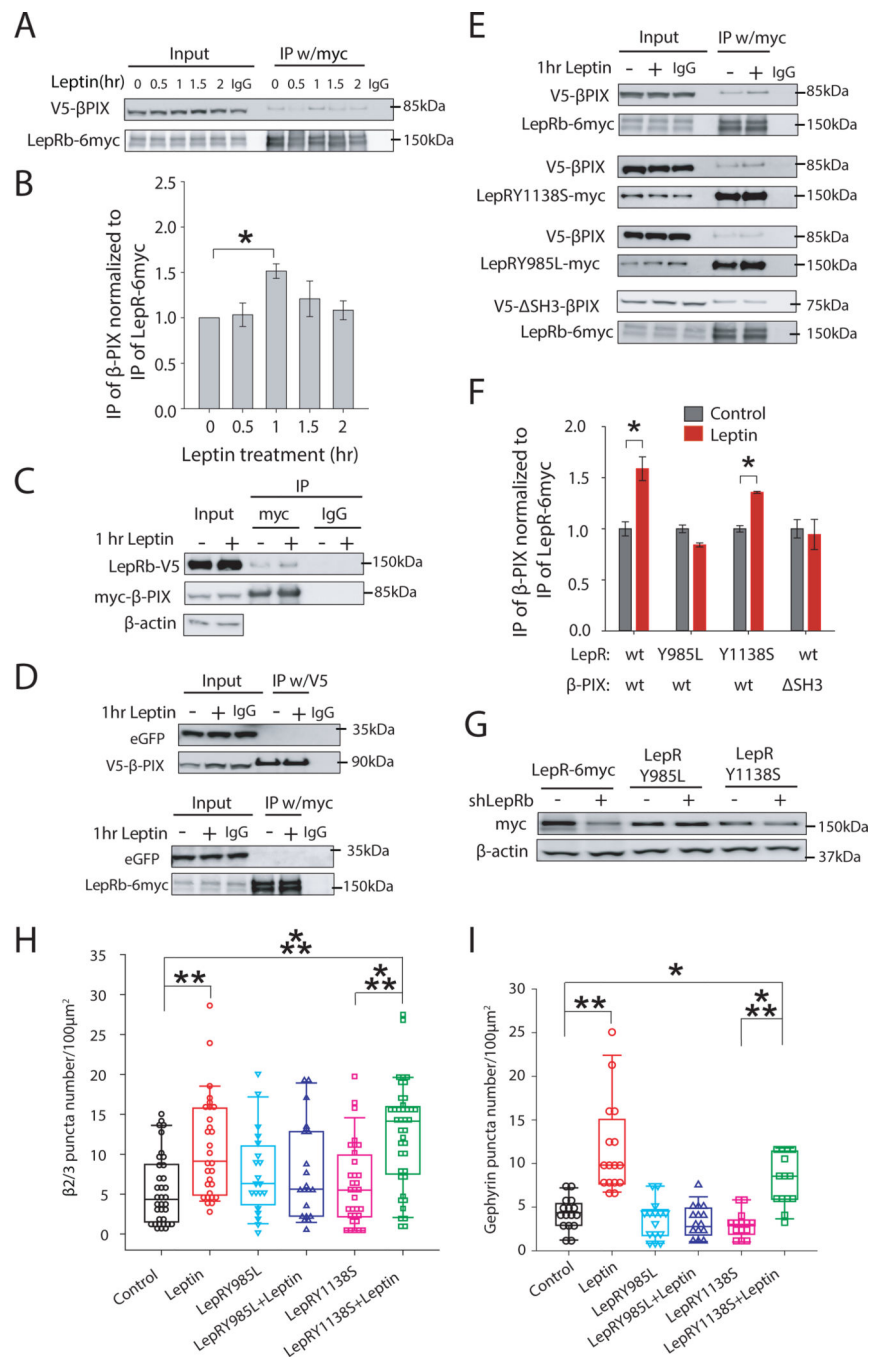 A
Input IP w/myc
Leptin(hr) 0 0.5 1 1.5 2 IgG 0 0.5 1 1.5 2 IgG
V5-βPIX 85kDa
LepRb-6myc 150kDa
B
IP of β-PIX normalized to
IP of LepR-6myc
2.5
2.0
1.5
1.0
0.5
0.0
*
0 0.5 1 1.5 2
Leptin treatment (hr)
C
IP
Input myc IgG
1 hr Leptin - + - + - +
LepRb-V5 150kDa
myc-β-PIX 85kDa
β-actin
D
Input IP w/V5
1hr Leptin - + IgG - + IgG
eGFP 35kDa
V5-β-PIX 90kDa
Input IP w/myc
1hr Leptin - + IgG - + IgG
eGFP 35kDa
LepRb-6myc 150kDa
E
Input IP w/myc
1hr Leptin - + IgG - + IgG
V5-βPIX 85kDa
LepRb-6myc 150kDa
V5-βPIX 85kDa
LepRY1138S-myc 150kDa
V5-βPIX 85kDa
LepRY985L-myc 150kDa
V5-ΔSH3-βPIX 75kDa
LepRb-6myc 150kDa
F
IP of β-PIX normalized to
IP of LepR-6myc
2.0
1.5
1.0
0.5
0.0
Control
Leptin
* *
LepR: wt Y985L Y1138S wt
β-PIX: wt wt wt ΔSH3
G
LepR-6myc LepR Y985L LepR Y1138S
shLepRb - + - + - +
myc 150kDa
β-actin 37kDa
H
β2/3 puncta number/100μm²
35
30
25
20
15
10
5
0
** *** ***
Control Leptin LepRY985L LepRY985L+Leptin LepRY1138S LepRY1138S+Leptin
I
Gephyrin puncta number/100μm²
30
25
20
15
10
5
0
** * ***
Control Leptin LepRY985L LepRY985L+Leptin LepRY1138S LepRY1138S+Leptin